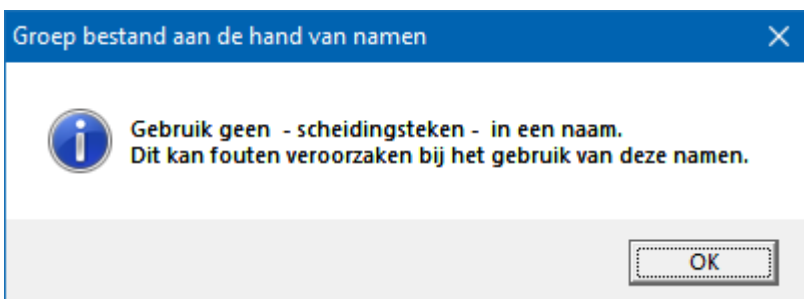 Groep bestand aan de hand van namen
Gebruik geen - scheidingsteken - in een naam.
Dit kan fouten veroorzaken bij het gebruik van deze namen.
OK